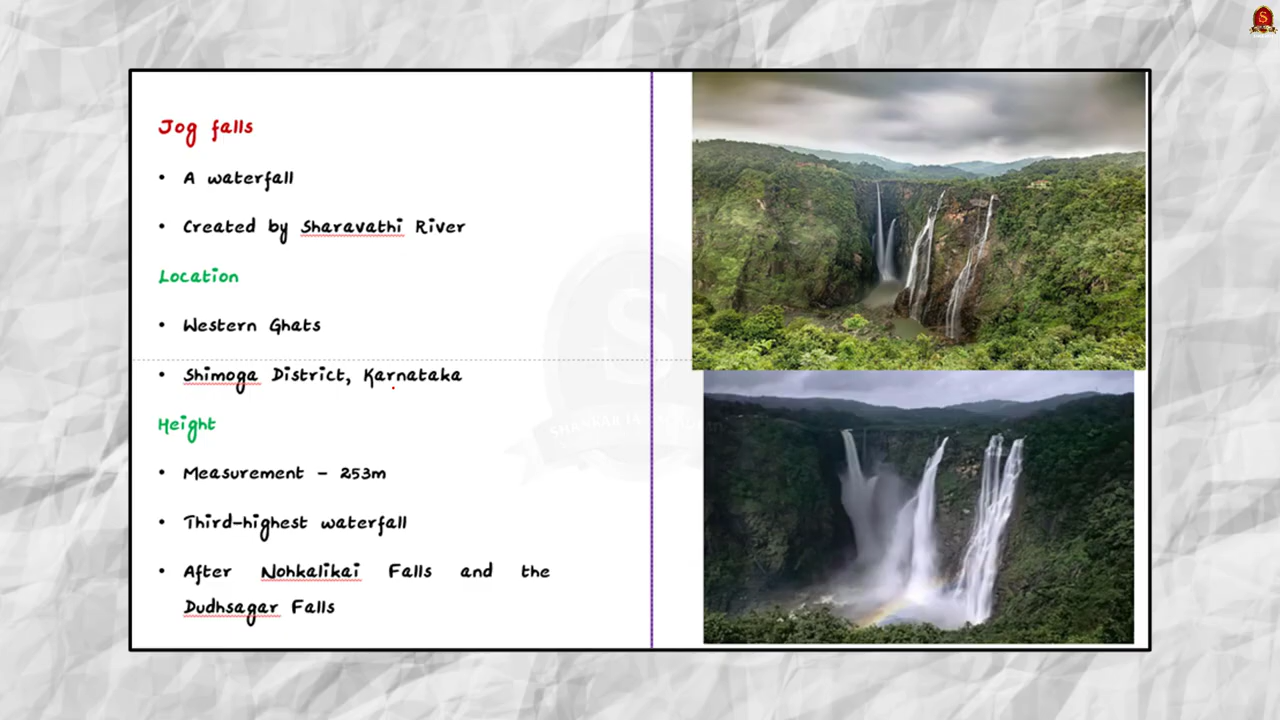 Jog falls
• A waterfall
• Created by Sharavathi River
Location
• Western Ghats
• Shimoga District, Karnataka
Height
• Measurement - 253m
• Third-highest waterfall
• After Nohkalikai Falls and the
Dudhsagar Falls